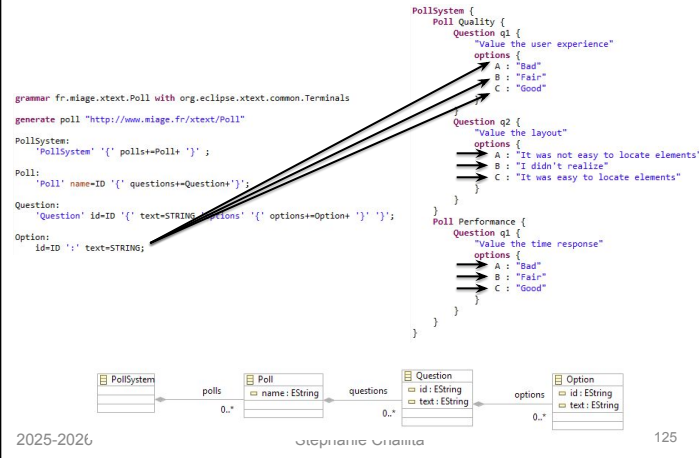 grammar fr.miage.xtext.Poll with org.eclipse.xtext.common.Terminals
generate poll "http://www.miage.fr/xtext/Poll"
PollSystem:
'PollSystem' '{' polls+=Poll+ '}' ;
Poll:
'Poll' name=ID '{' questions+=Question+'}';
Question:
'Question' id=ID '{' text=STRING 'options' '{' options+=Option+ '}' '}';
Option:
id=ID ':' text=STRING;
PollSystem {
Poll Quality {
Question q1 {
"Value the user experience"
options {
A : "Bad"
B : "Fair"
C : "Good"
}
}
Question q2 {
"Value the layout"
options {
A : "It was not easy to locate elements"
B : "I didn't realize"
C : "It was easy to locate elements"
}
}
}
Poll Performance {
Question q1 {
"Value the time response"
options {
A : "Bad"
B : "Fair"
C : "Good"
}
}
}
}
PollSystem
polls
0..*
Poll
name : EString
questions
0..*
Question
id : EString
text : EString
options
0..*
Option
id : EString
text : EString
2025-2026
Stéphanie Challita
125